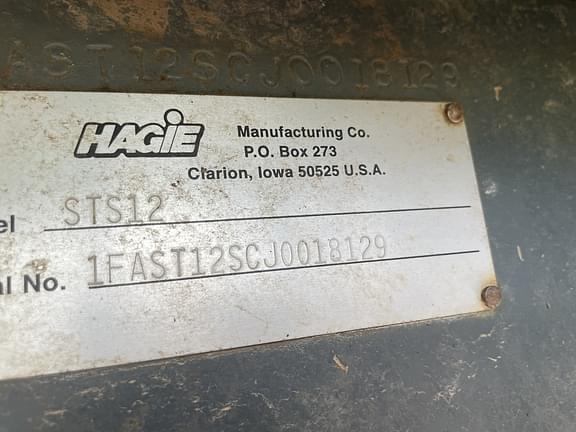 AST12SCJ0018129
HAGIE
Manufacturing Co.
P.O. Box 273
Clarion, Iowa 50525 U.S.A.
el STS12
al No. 1FAST12SCJ0018129